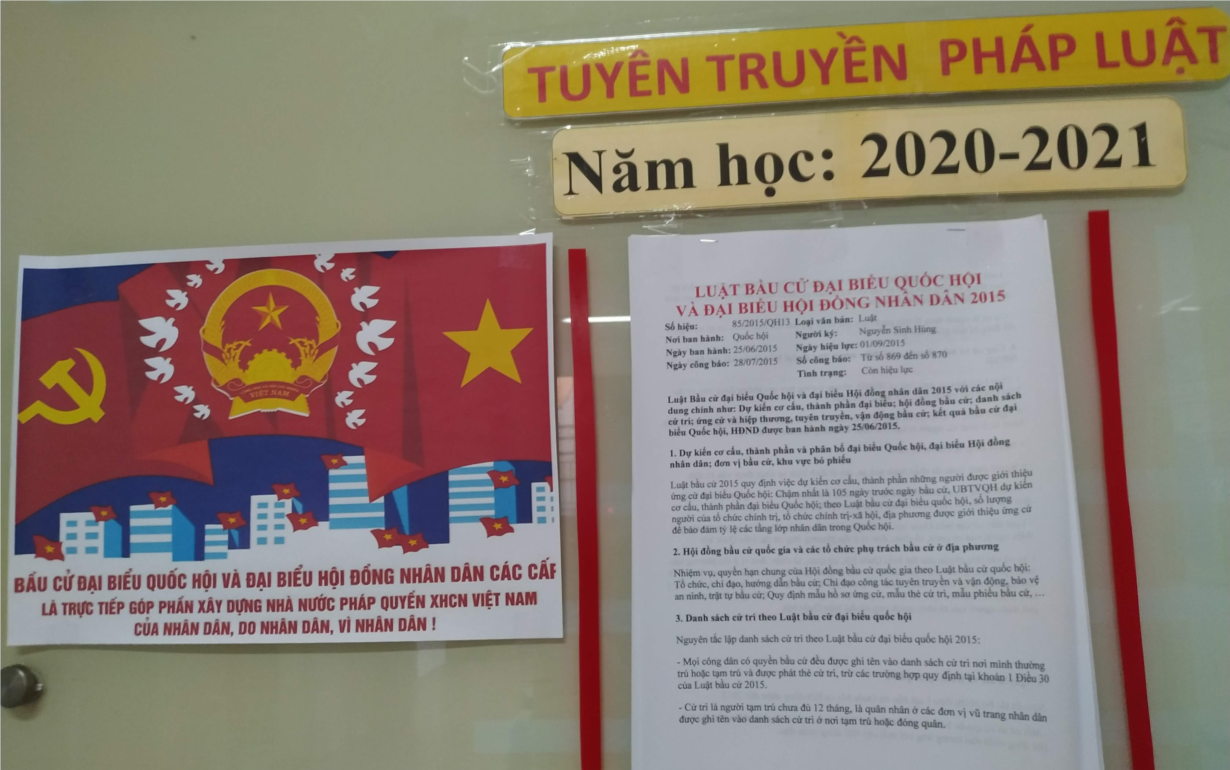 TUYÊN TRUYỀN PHÁP LUẬT
Năm học: 2020-2021
VIỆT NAM
BẦU CỬ ĐẠI BIỂU QUỐC HỘI VÀ ĐẠI BIỂU HỘI ĐỒNG NHÂN DÂN CÁC CẤP
LÀ TRỰC TIẾP GÓP PHẦN XÂY DỰNG NHÀ NƯỚC PHÁP QUYỀN XHCN VIỆT NAM
CỦA NHÂN DÂN, DO NHÂN DÂN, VÌ NHÂN DÂN !
LUẬT BẦU CỬ ĐẠI BIỂU QUỐC HỘI
VÀ ĐẠI BIỂU HỘI ĐỒNG NHÂN DÂN 2015
Số hiệu: 85/2015/QH13 Loại văn bản: Luật
Nơi ban hành: Quốc hội Người ký: Nguyễn Sinh Hùng
Ngày ban hành: 25/06/2015 Ngày hiệu lực: 01/09/2015
Ngày công báo: 28/07/2015 Số công báo: Từ số 869 đến số 870
Tình trạng: Còn hiệu lực
Luật Bầu cử đại biểu Quốc hội và đại biểu Hội đồng nhân dân 2015 với các nội
dung chính như: Dự kiến cơ cấu, thành phần đại biểu; hội đồng bầu cử; danh sách
cử tri; ứng cử và hiệp thương, tuyên truyền, vận động bầu cử; kết quả bầu cử đại
biểu Quốc hội, HĐND được ban hành ngày 25/06/2015.
1. Dự kiến cơ cấu, thành phần và phân bổ đại biểu Quốc hội, đại biểu Hội đồng
nhân dân; đơn vị bầu cử, khu vực bỏ phiếu
Luật bầu cử 2015 quy định việc dự kiến cơ cấu, thành phần những người được giới thiệu
ứng cử đại biểu Quốc hội: Chậm nhất là 105 ngày trước ngày bầu cử, UBTVQH dự kiến
cơ cấu, thành phần đại biểu Quốc hội; theo Luật bầu cử đại biểu quốc hội, số lượng
người của tổ chức chính trị, tổ chức chính trị-xã hội, địa phương được giới thiệu ứng cử
để bảo đảm tỷ lệ các tầng lớp nhân dân trong Quốc hội.
2. Hội đồng bầu cử quốc gia và các tổ chức phụ trách bầu cử ở địa phương
Nhiệm vụ, quyền hạn chung của Hội đồng bầu cử quốc gia theo Luật bầu cử quốc hội:
Tổ chức, chỉ đạo, hướng dẫn bầu cử; Chỉ đạo công tác tuyên truyền và vận động, bảo vệ
an ninh, trật tự bầu cử; Quy định mẫu hồ sơ ứng cử, mẫu thẻ cử tri, mẫu phiếu bầu cử, …
3. Danh sách cử tri theo Luật bầu cử đại biểu quốc hội
Nguyên tắc lập danh sách cử tri theo Luật bầu cử đại biểu quốc hội 2015:
- Mọi công dân có quyền bầu cử đều được ghi tên vào danh sách cử tri nơi mình thường
trú hoặc tạm trú và được phát thẻ cử tri, trừ các trường hợp quy định tại khoản 1 Điều 30
của Luật bầu cử 2015.
- Cử tri là người tạm trú chưa đủ 12 tháng, là quân nhân ở các đơn vị vũ trang nhân dân
được ghi tên vào danh sách cử tri ở nơi tạm trú hoặc đóng quân.